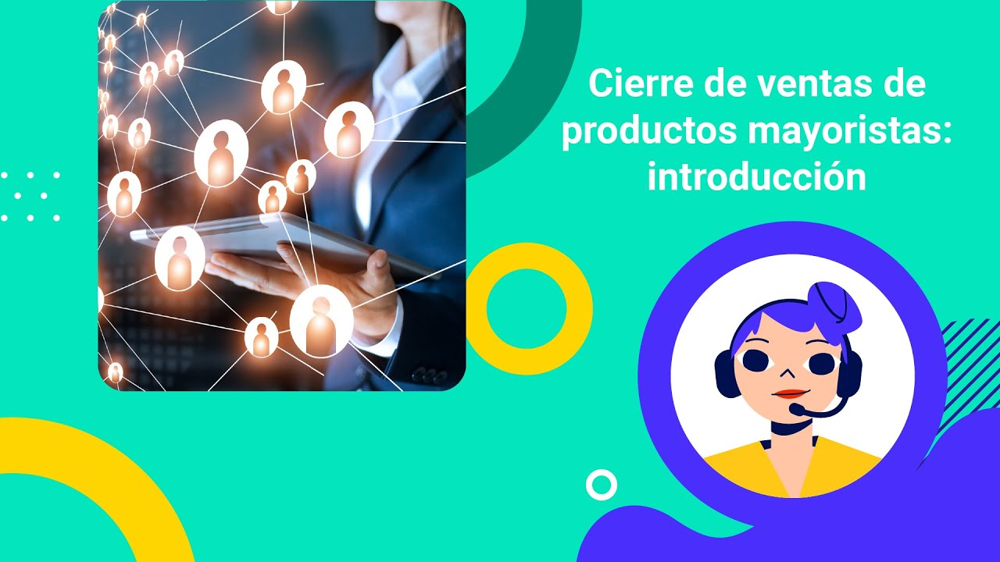 Cierre de ventas de
productos mayoristas:
introducción